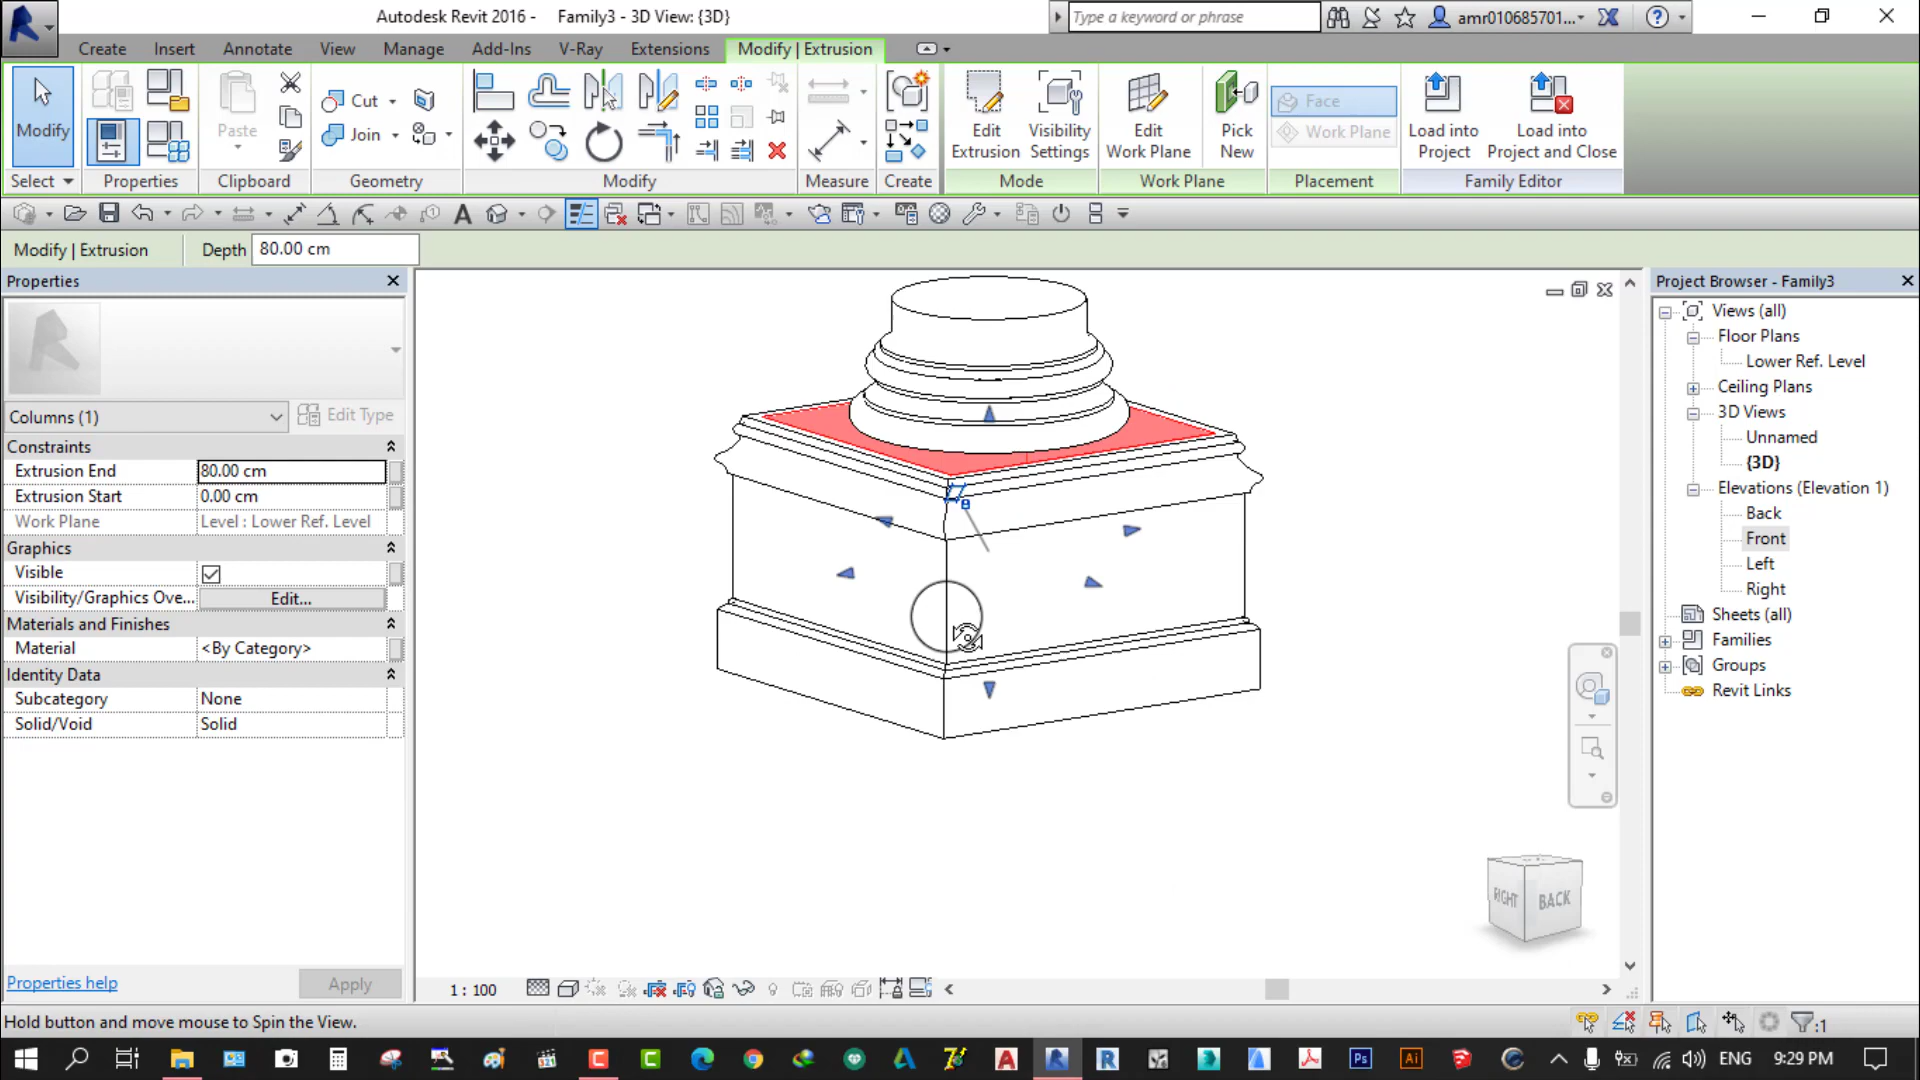 Autodesk Revit 2016 - Family3 - 3D View: {3D}
Type a keyword or phrase
amr010685701...
Create Insert Annotate View Manage Add-Ins V-Ray Extensions Modify | Extrusion
Modify
Paste
Cut
Join
Edit Extrusion
Visibility Settings
Edit Work Plane
Pick New
Face
Work Plane
Load into Project
Load into Project and Close
Select Properties Clipboard Geometry Modify Measure Create Mode Work Plane Placement Family Editor
Modify | Extrusion Depth 80.00 cm
Properties
Columns (1) Edit Type
Constraints
Extrusion End 80.00 cm
Extrusion Start 0.00 cm
Work Plane Level : Lower Ref. Level
Graphics
Visible
Visibility/Graphics Ove... Edit...
Materials and Finishes
Material <By Category>
Identity Data
Subcategory None
Solid/Void Solid
Properties help Apply
RIGHT BACK
1 : 100
Project Browser - Family3
Views (all)
Floor Plans
Lower Ref. Level
Ceiling Plans
3D Views
Unnamed
{3D}
Elevations (Elevation 1)
Back
Front
Left
Right
Sheets (all)
Families
Groups
Revit Links
Hold button and move mouse to Spin the View.
:1
ENG 9:29 PM